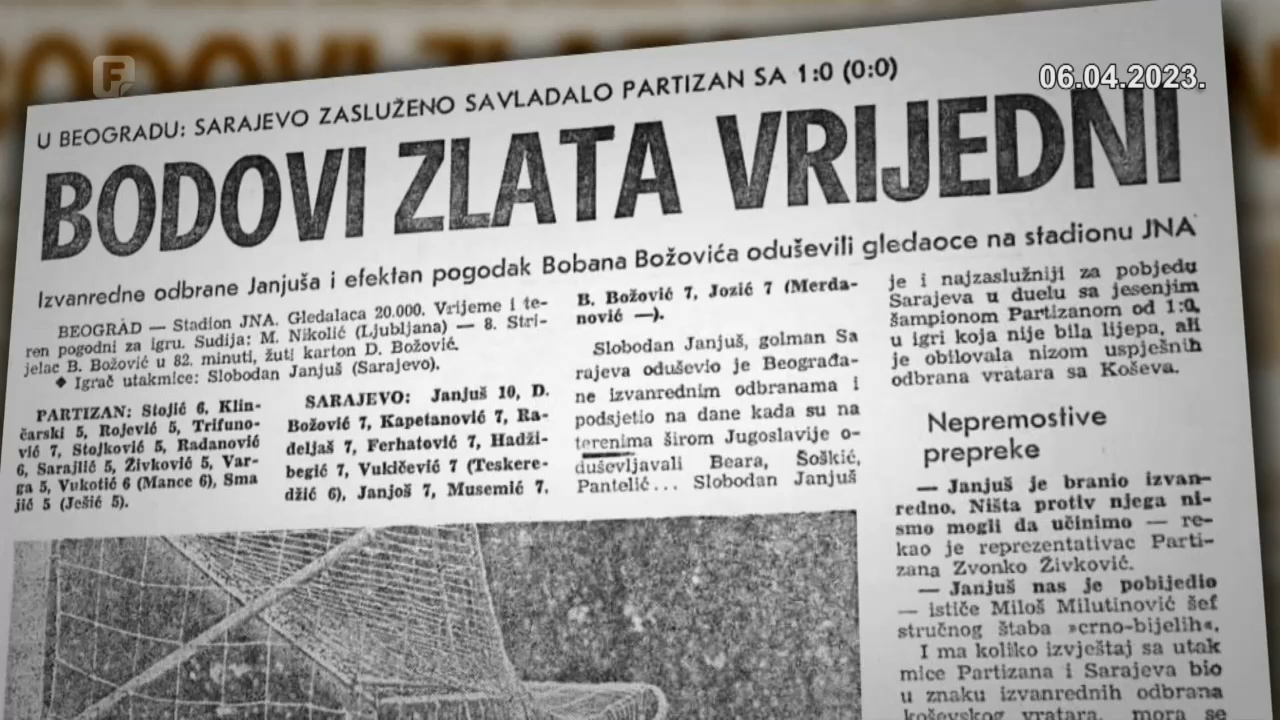 F
06.04.2023.
U BEOGRADU: SARAJEVO ZASLUŽENO SAVLADALO PARTIZAN SA 1:0 (0:0)
BODOVI ZLATA VRIJEDNI
Izvanredne odbrane Janjuša i efektan pogodak Bobana Božovića oduševili gledaoce na stadionu JNA
BEOGRAD — Stadion JNA. Gledalaca 20.000. Vrijeme i te-
ren pogodni za igru. Sudija: M. Nikolić (Ljubljana) — 8. Stri-
jelac B. Božović u 82. minuti, žuti karton D. Božović.
◆ Igrač utakmice: Slobodan Janjuš (Sarajevo).
PARTIZAN: Stojić 6, Klin-
čarski 5, Rojević 5, Trifuno-
vić 7, Stojković 5, Radanović
6, Sarajlić 5, Živković 5, Var-
ga 5, Vukotić 6 (Mance 6), Sma
jić 5 (Ješić 5).
SARAJEVO: Janjuš 10, D.
Božović 7, Kapetanović 7, Ra-
deljaš 7, Ferhatović 7, Hadži-
begić 7, Vukičević 7 (Teskere-
džić 6), Janjoš 7, Musemić 7,
B. Božović 7, Jozić 7 (Merda-
nović —).
Slobodan Janjuš, golman Sa
rajeva oduševio je Beograđa-
ne izvanrednim odbranama i
podsjetio na dane kada su na
terenima širom Jugoslavije o-
duševljavali Beara, Šoškić,
Pantelić... Slobodan Janjuš
je i najzaslužniji za pobjedu
Sarajeva u duelu sa jesenjim
šampionom Partizanom od 1:0,
u igri koja nije bila lijepa, ali
je obilovala nizom uspješnih
odbrana vratara sa Koševa.
Nepremostive
prepreke
— Janjuš je branio izvan-
redno. Ništa protiv njega ni-
smo mogli da učinimo — re-
kao je reprezentativac Parti-
zana Zvonko Živković.
— Janjuš nas je pobijedio
— ističe Miloš Milutinović šef
stručnog štaba »crno-bijelih«.
I ma koliko izvještaj sa utak
mice Partizana i Sarajeva bio
u znaku izvanrednih odbrana
koševskog vratara, mora se